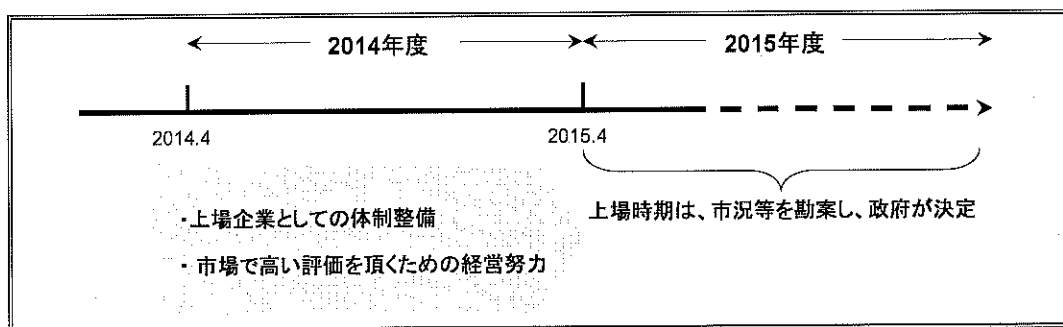 2014年度
2015年度
2014.4
2015.4
・上場企業としての体制整備
・市場で高い評価を頂くための経営努力
上場時期は、市況等を勘案し、政府が決定